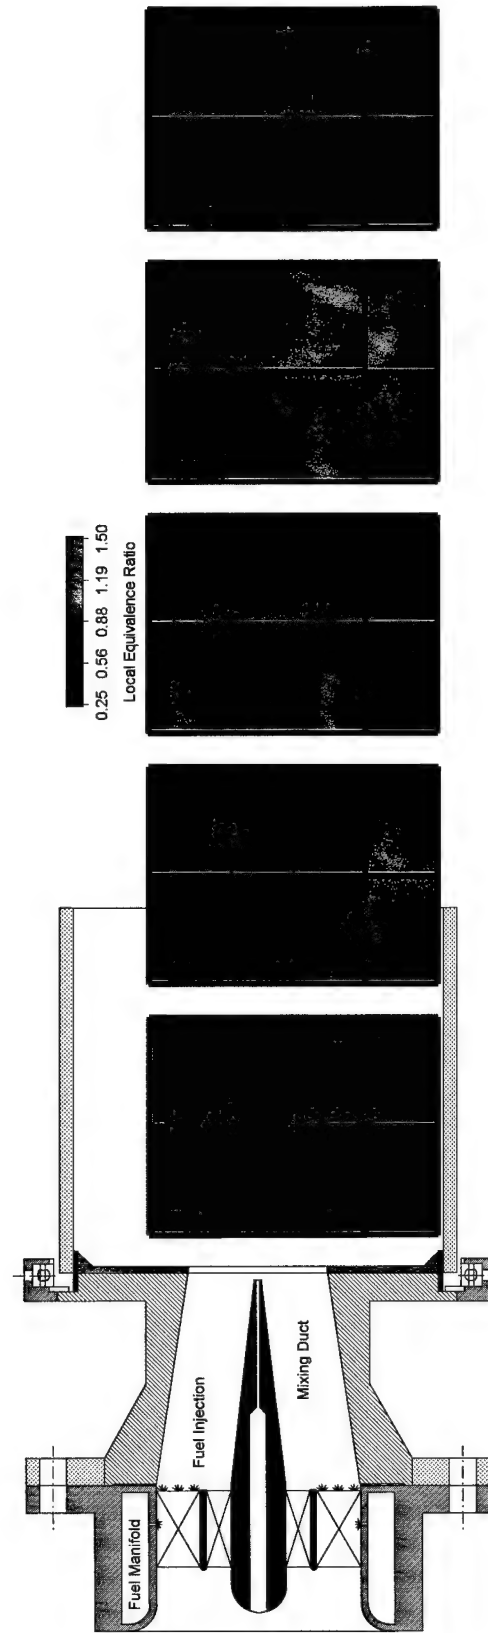 0.25 0.56 0.88 1.19 1.50
Local Equivalence Ratio
Fuel Manifold
Fuel Injection
Mixing Duct